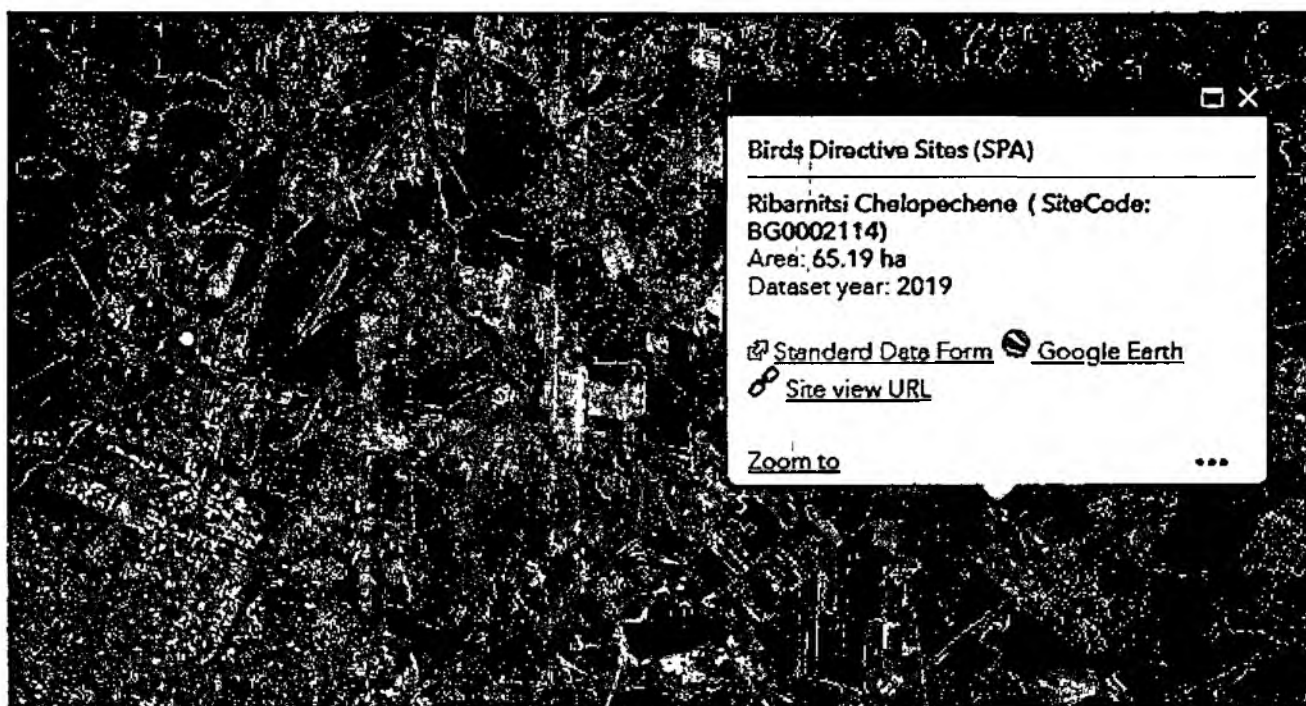 Birds Directive Sites (SPA)
Ribarnitsi Chelopechene ( SiteCode:
BG0002114)
Area: 65.19 ha
Dataset year: 2019
Standard Data Form Google Earth
Site view URL
Zoom to